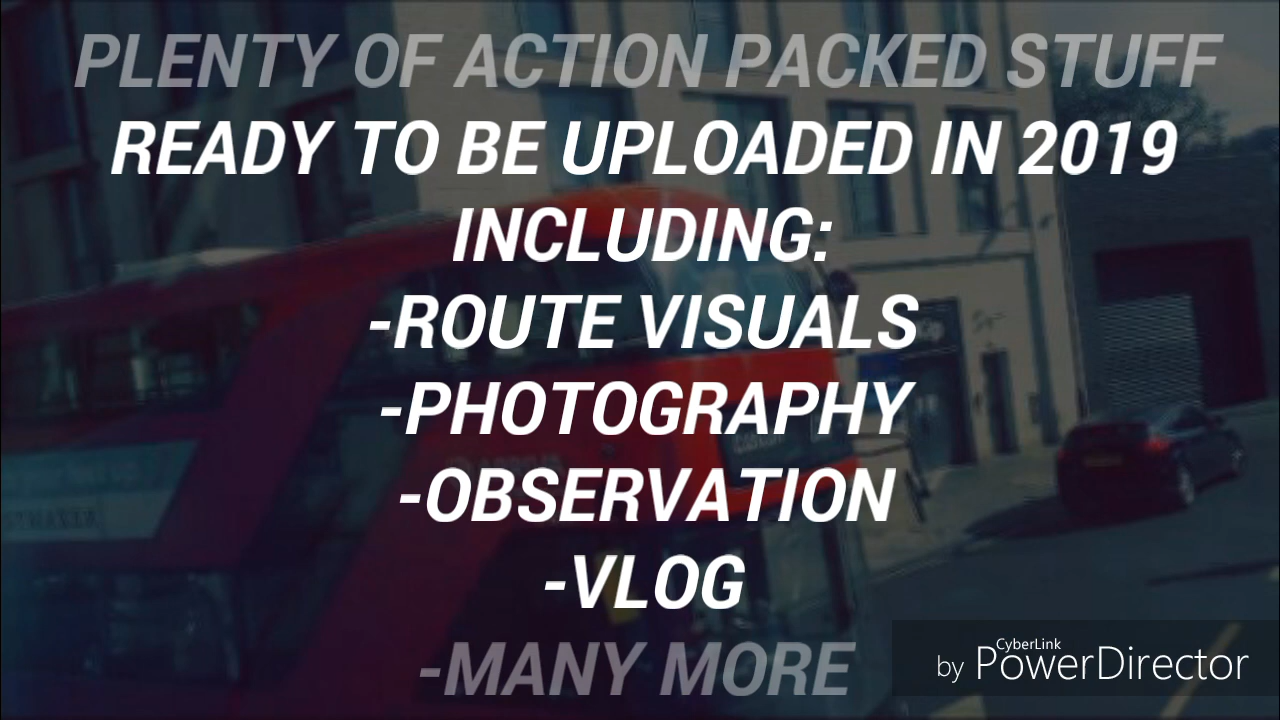 PLENTY OF ACTION PACKED STUFF
READY TO BE UPLOADED IN 2019
INCLUDING:
-ROUTE VISUALS
-PHOTOGRAPHY
-OBSERVATION
-VLOG
-MANY MORE
CyberLink
by PowerDirector